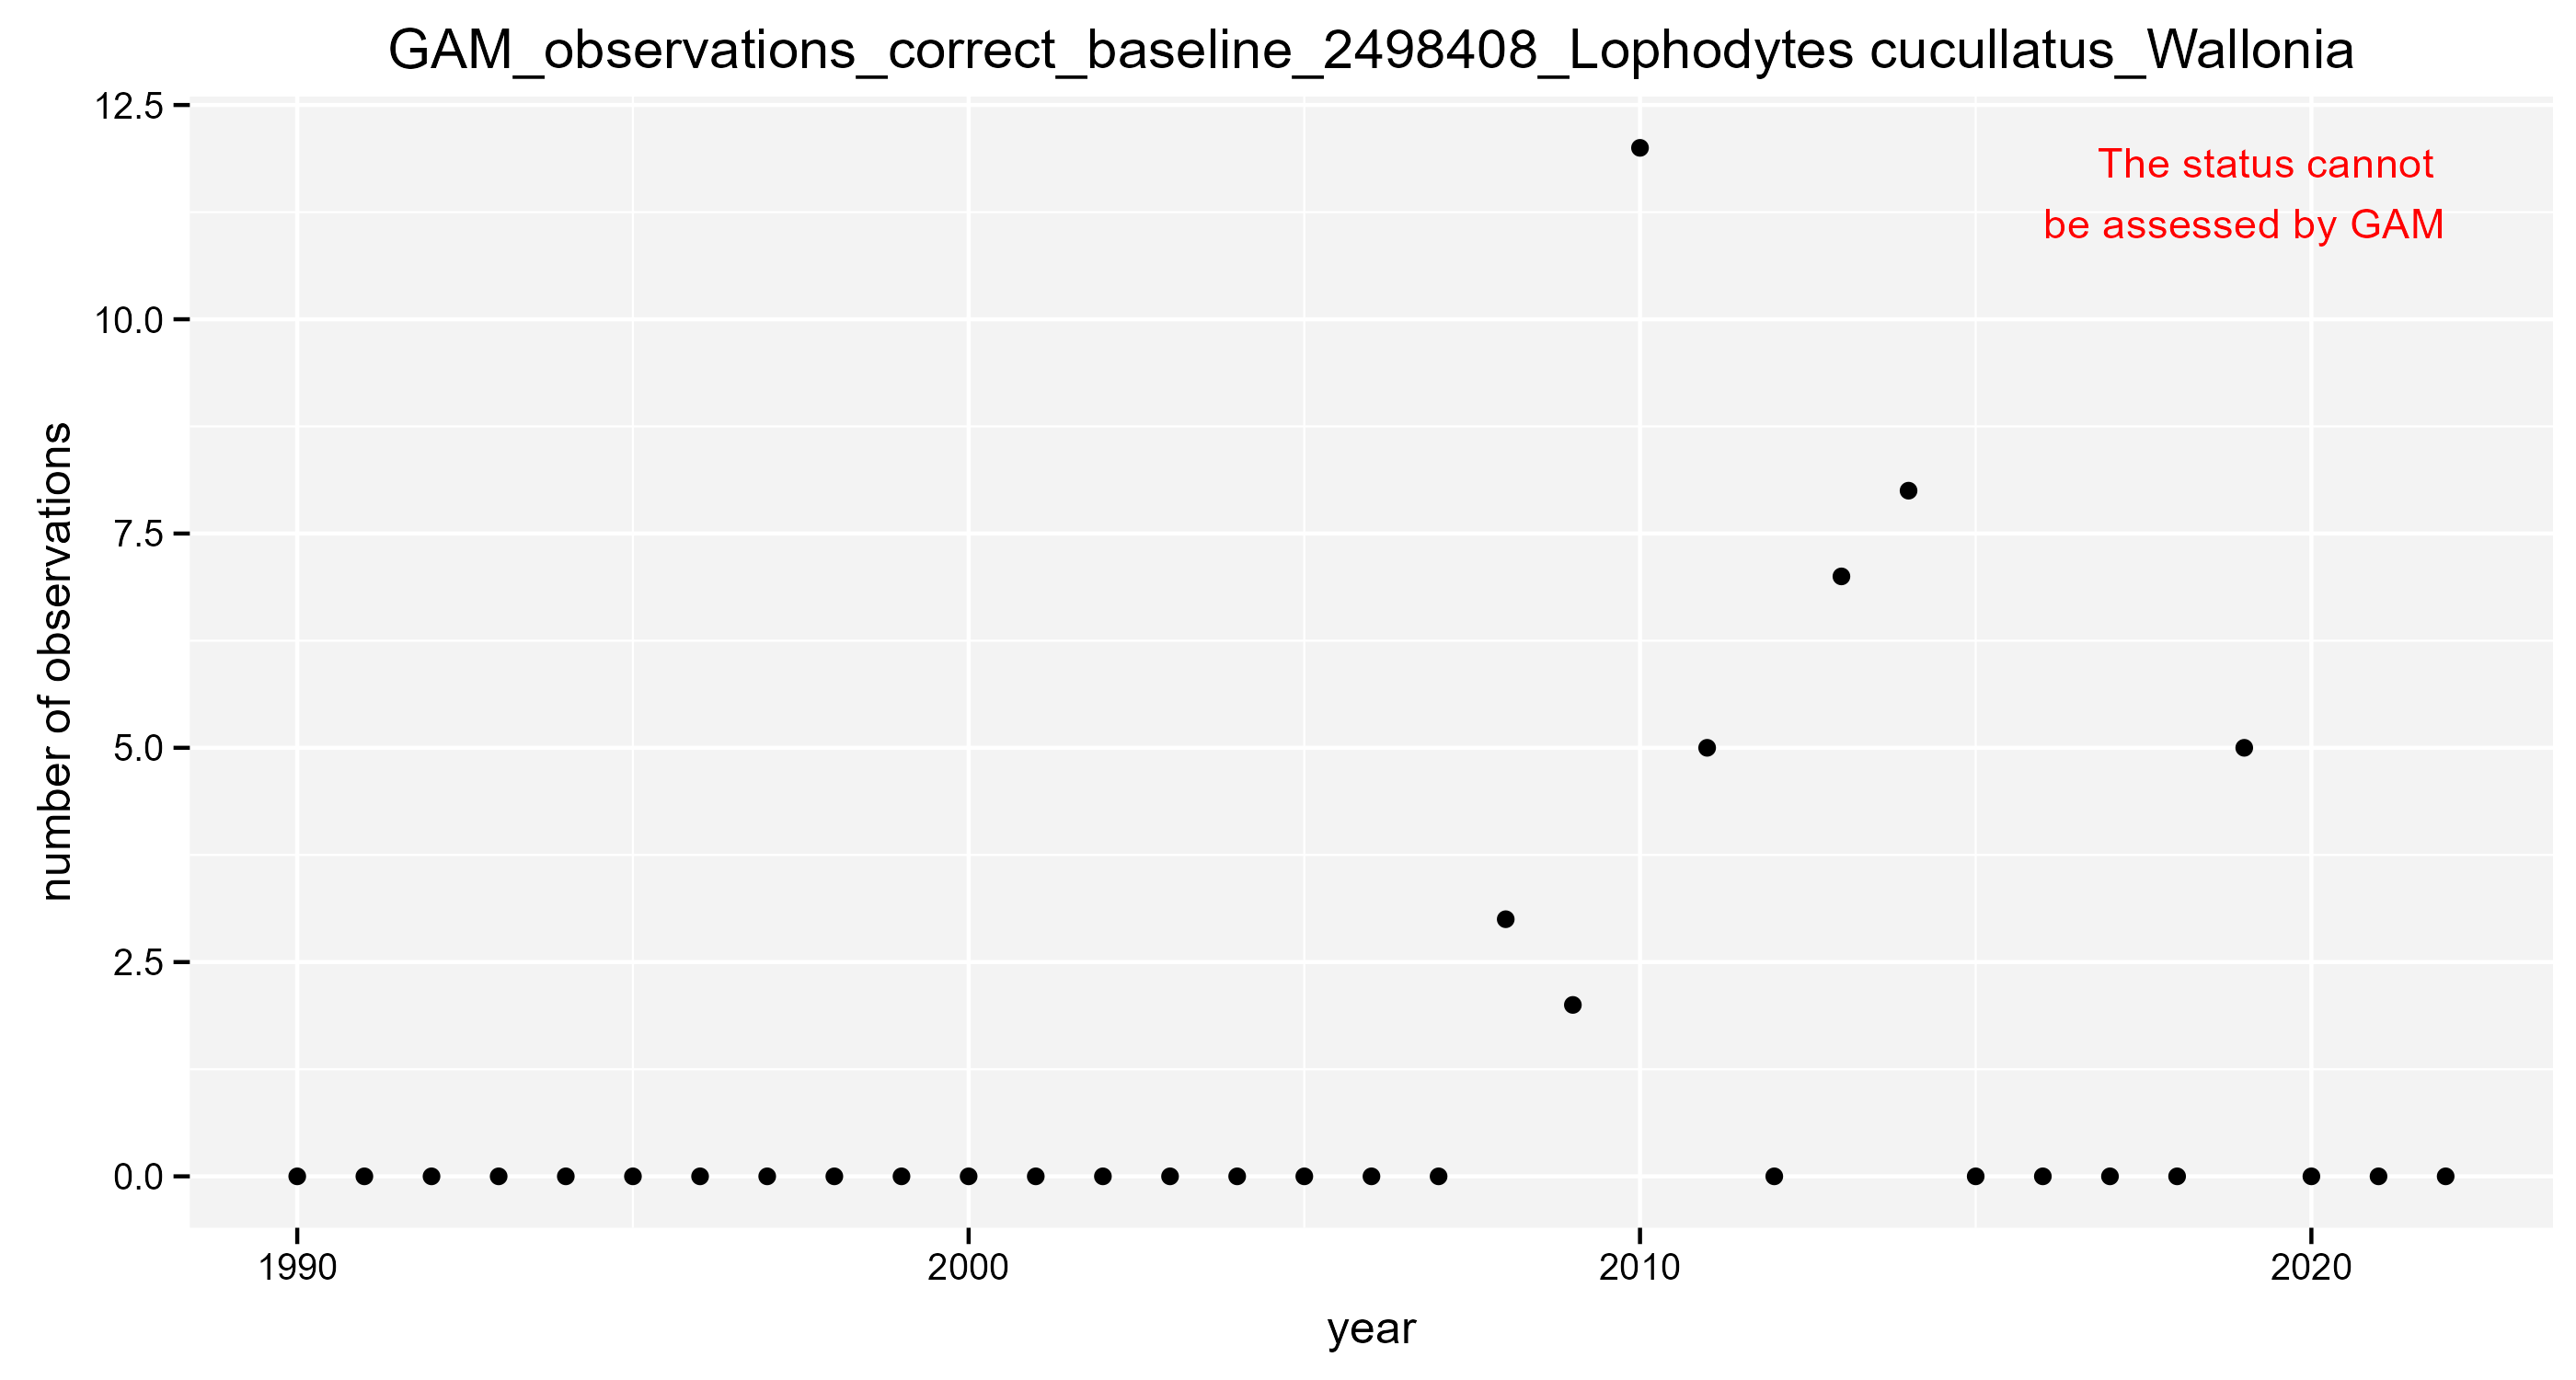 GAM_observations_correct_baseline_2498408_Lophodytes cucullatus_Wallonia
12.5
The status cannot
be assessed by GAM
10.0
7.5
number of observations
5.0
2.5
0.0
1990
2000
2010
2020
year